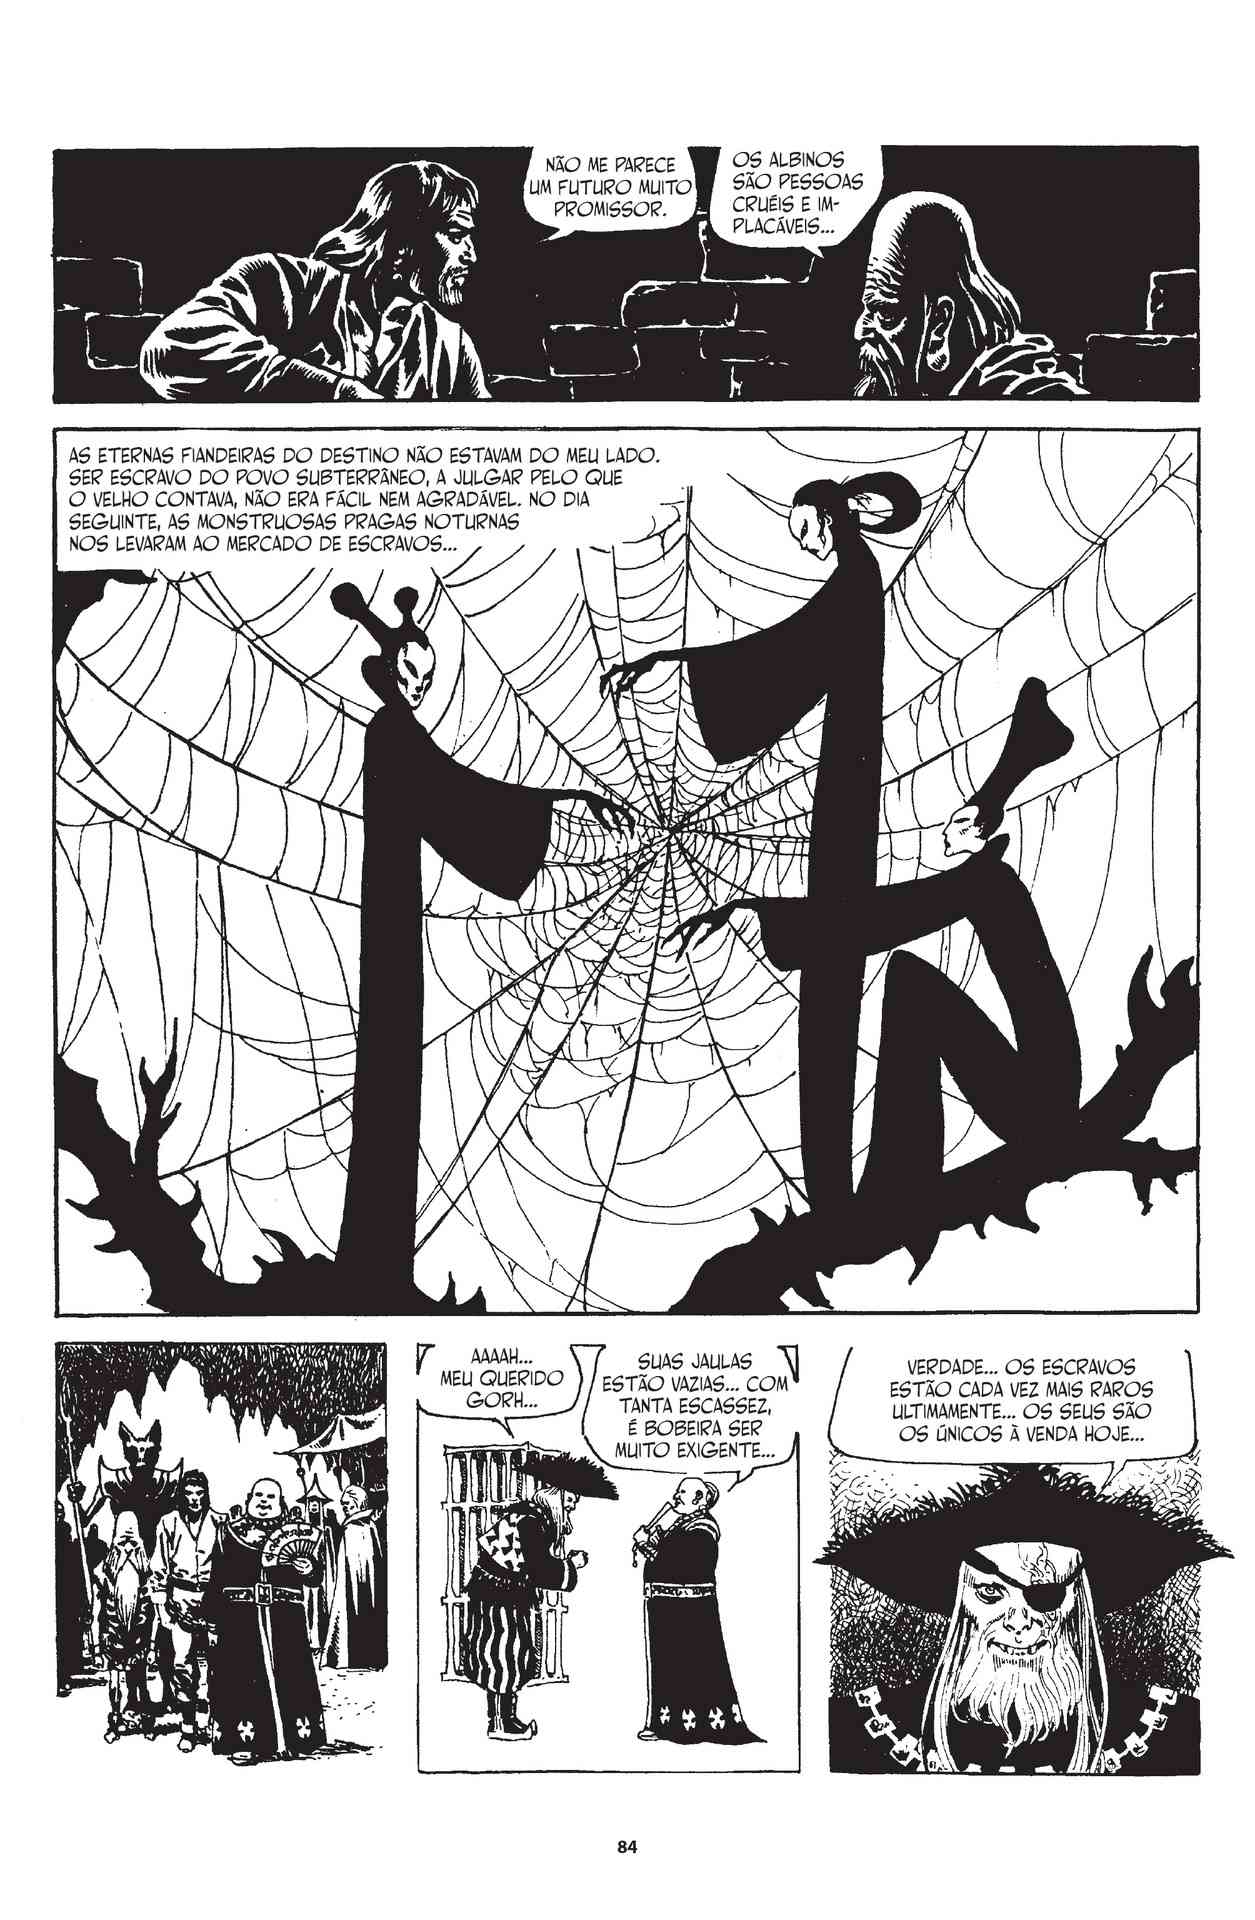 NÃO ME PARECE
UM FUTURO MUITO
PROMISSOR.
OS ALBINOS
SÃO PESSOAS
CRUÉIS E IM-
PLACÁVEIS...
AS ETERNAS FIANDEIRAS DO DESTINO NÃO ESTAVAM DO MEU LADO.
SER ESCRAVO DO POVO SUBTERRÂNEO, A JULGAR PELO QUE
O VELHO CONTAVA, NÃO ERA FÁCIL NEM AGRADÁVEL. NO DIA
SEGUINTE, AS MONSTRUOSAS PRAGAS NOTURNAS
NOS LEVARAM AO MERCADO DE ESCRAVOS...
AAAAH...
MEU QUERIDO
GORH...
SUAS JAULAS
ESTÃO VAZIAS... COM
TANTA ESCASSEZ,
É BOBEIRA SER
MUITO EXIGENTE...
VERDADE... OS ESCRAVOS
ESTÃO CADA VEZ MAIS RAROS
ULTIMAMENTE... OS SEUS SÃO
OS ÚNICOS À VENDA HOJE...
84